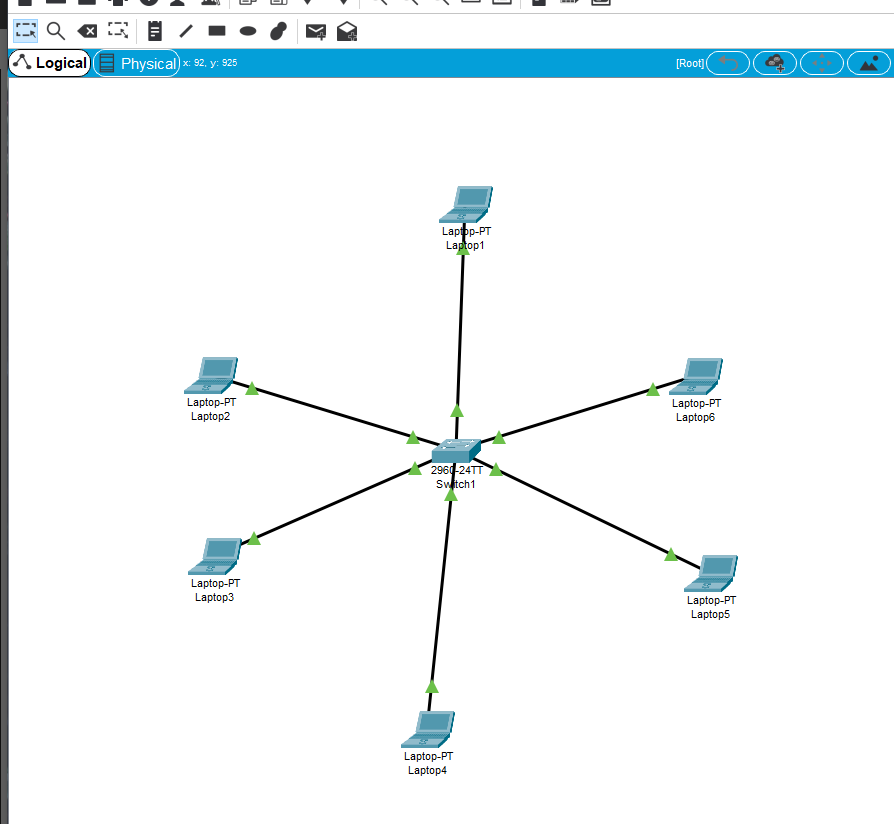 Logical
Physical
x: 92, y: 925
[Root]
Laptop-PT
Laptop1
Laptop-PT
Laptop2
Laptop-PT
Laptop6
2960-24TT
Switch1
Laptop-PT
Laptop3
Laptop-PT
Laptop5
Laptop-PT
Laptop4